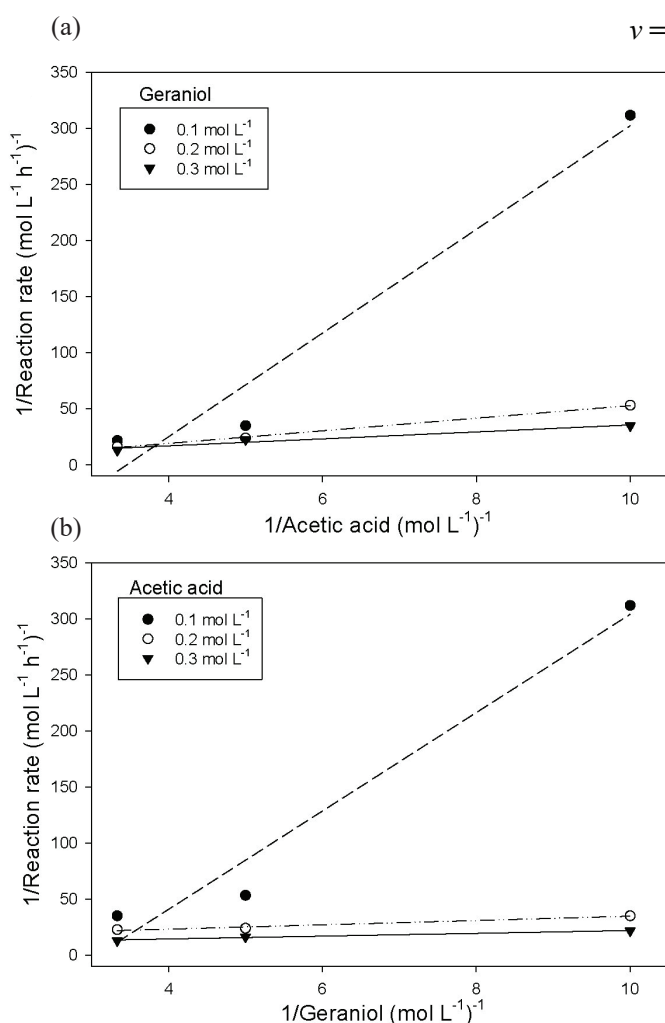 (a)
v =
350
300
250
200
150
100
50
0
1/Reaction rate (mol L⁻¹ h⁻¹)⁻¹
Geraniol
0.1 mol L⁻¹
0.2 mol L⁻¹
0.3 mol L⁻¹
4 6 8 10
1/Acetic acid (mol L⁻¹)⁻¹
(b)
350
300
250
200
150
100
50
0
1/Reaction rate (mol L⁻¹ h⁻¹)⁻¹
Acetic acid
0.1 mol L⁻¹
0.2 mol L⁻¹
0.3 mol L⁻¹
4 6 8 10
1/Geraniol (mol L⁻¹)⁻¹